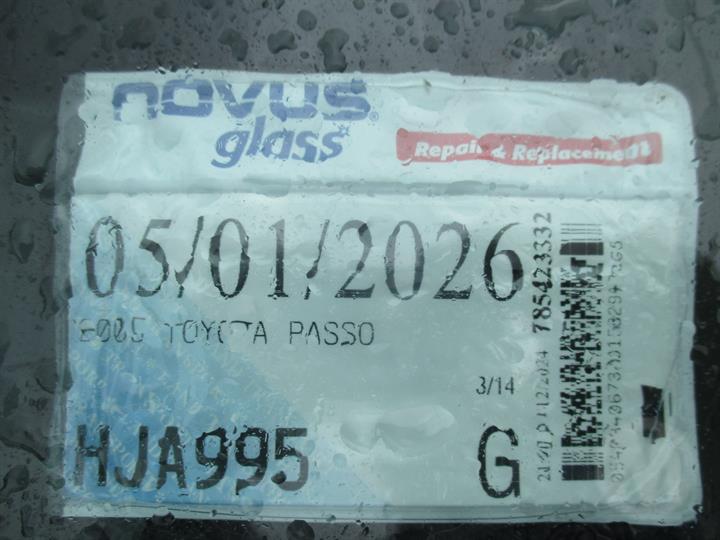 NOVUS®
glass
Repair & Replacement
05/01/2026
TOYOTA PASSO
3/14
HJA995
G
785423332